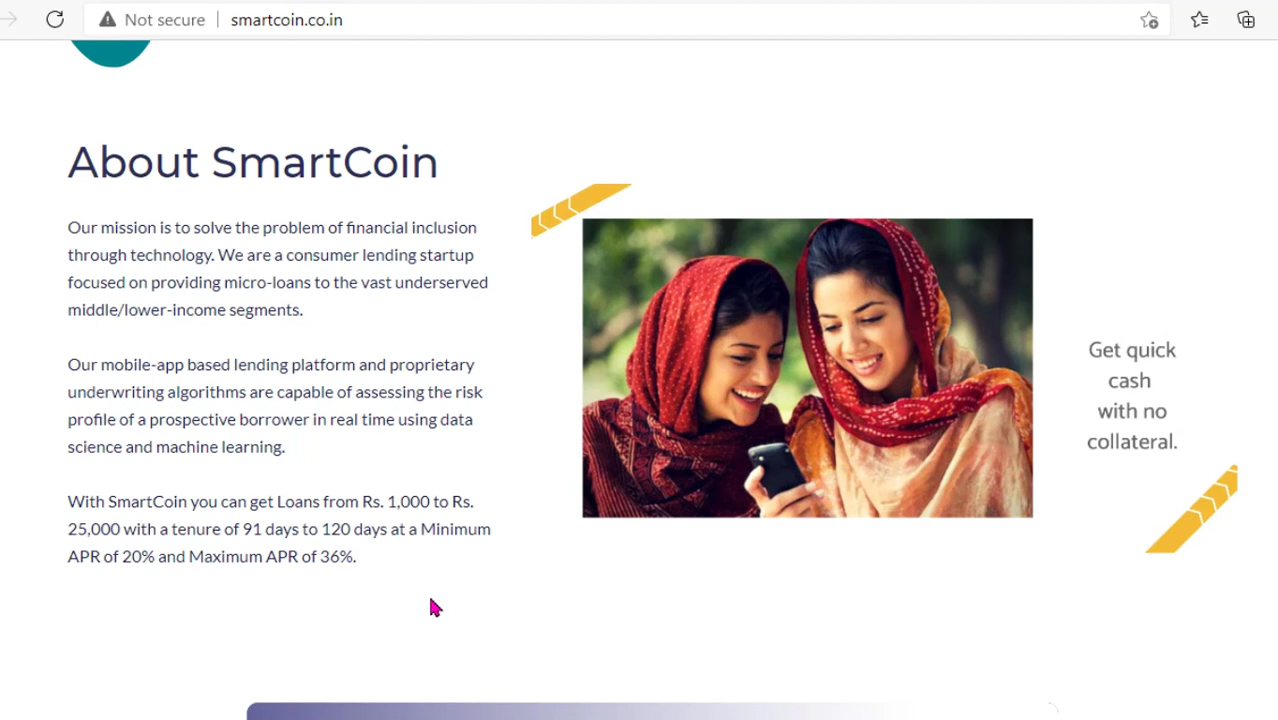 Not secure
smartcoin.co.in
About SmartCoin
Our mission is to solve the problem of financial inclusion
through technology. We are a consumer lending startup
focused on providing micro-loans to the vast underserved
middle/lower-income segments.
Our mobile-app based lending platform and proprietary
underwriting algorithms are capable of assessing the risk
profile of a prospective borrower in real time using data
science and machine learning.
With SmartCoin you can get Loans from Rs. 1,000 to Rs.
25,000 with a tenure of 91 days to 120 days at a Minimum
APR of 20% and Maximum APR of 36%.
Get quick
cash
with no
collateral.